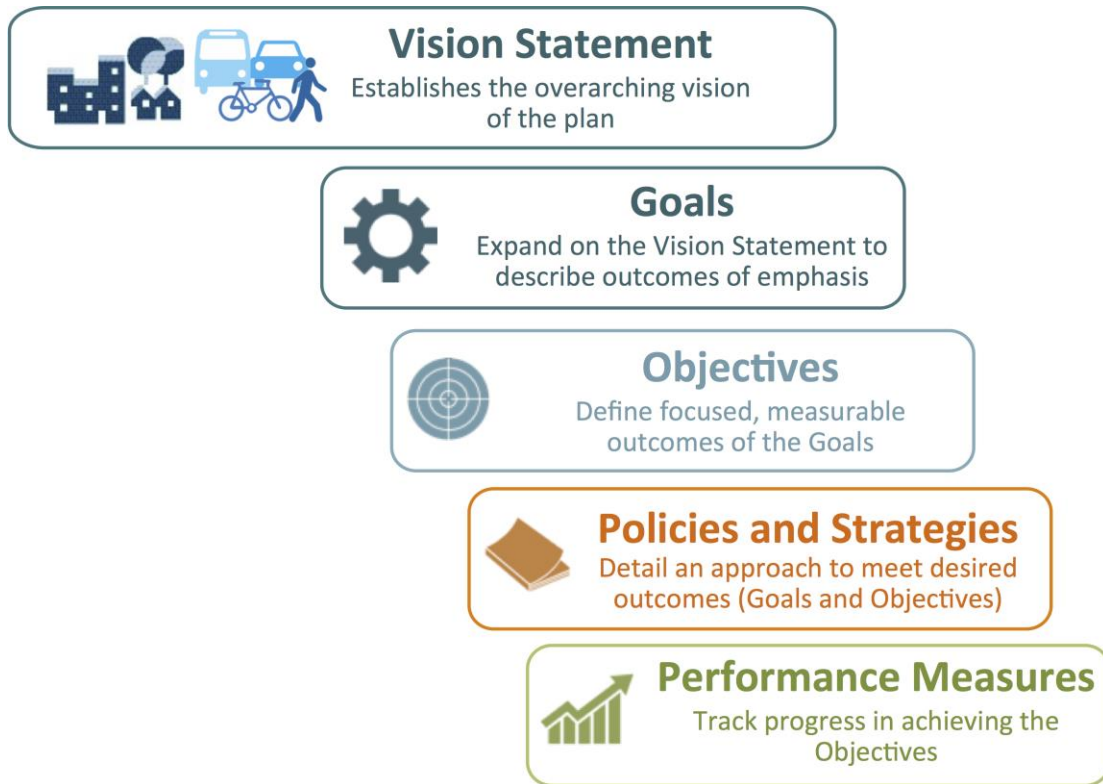 Vision Statement
Establishes the overarching vision
of the plan
Goals
Expand on the Vision Statement to
describe outcomes of emphasis
Objectives
Define focused, measurable
outcomes of the Goals
Policies and Strategies
Detail an approach to meet desired
outcomes (Goals and Objectives)
Performance Measures
Track progress in achieving the
Objectives